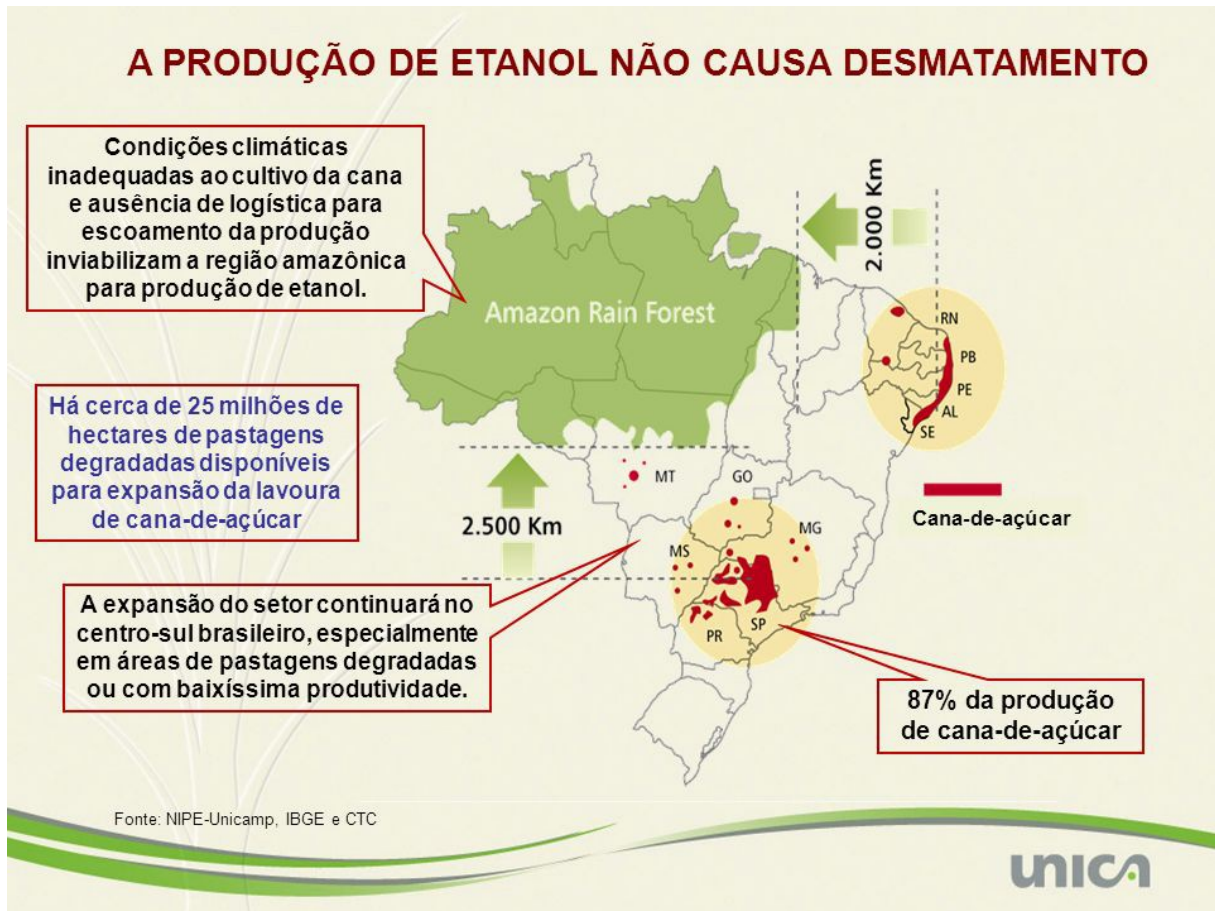 A PRODUÇÃO DE ETANOL NÃO CAUSA DESMATAMENTO
Condições climáticas
inadequadas ao cultivo da cana
e ausência de logística para
escoamento da produção
inviabilizam a região amazônica
para produção de etanol.
2.000 Km
Amazon Rain Forest
RN
PB
PE
AL
SE
Há cerca de 25 milhões de
hectares de pastagens
degradadas disponíveis
para expansão da lavoura
de cana-de-açúcar
MT
GO
2.500 Km
MG
MS
Cana-de-açúcar
A expansão do setor continuará no
centro-sul brasileiro, especialmente
em áreas de pastagens degradadas
ou com baixíssima produtividade.
SP
PR
87% da produção
de cana-de-açúcar
Fonte: NIPE-Unicamp, IBGE e CTC
unica